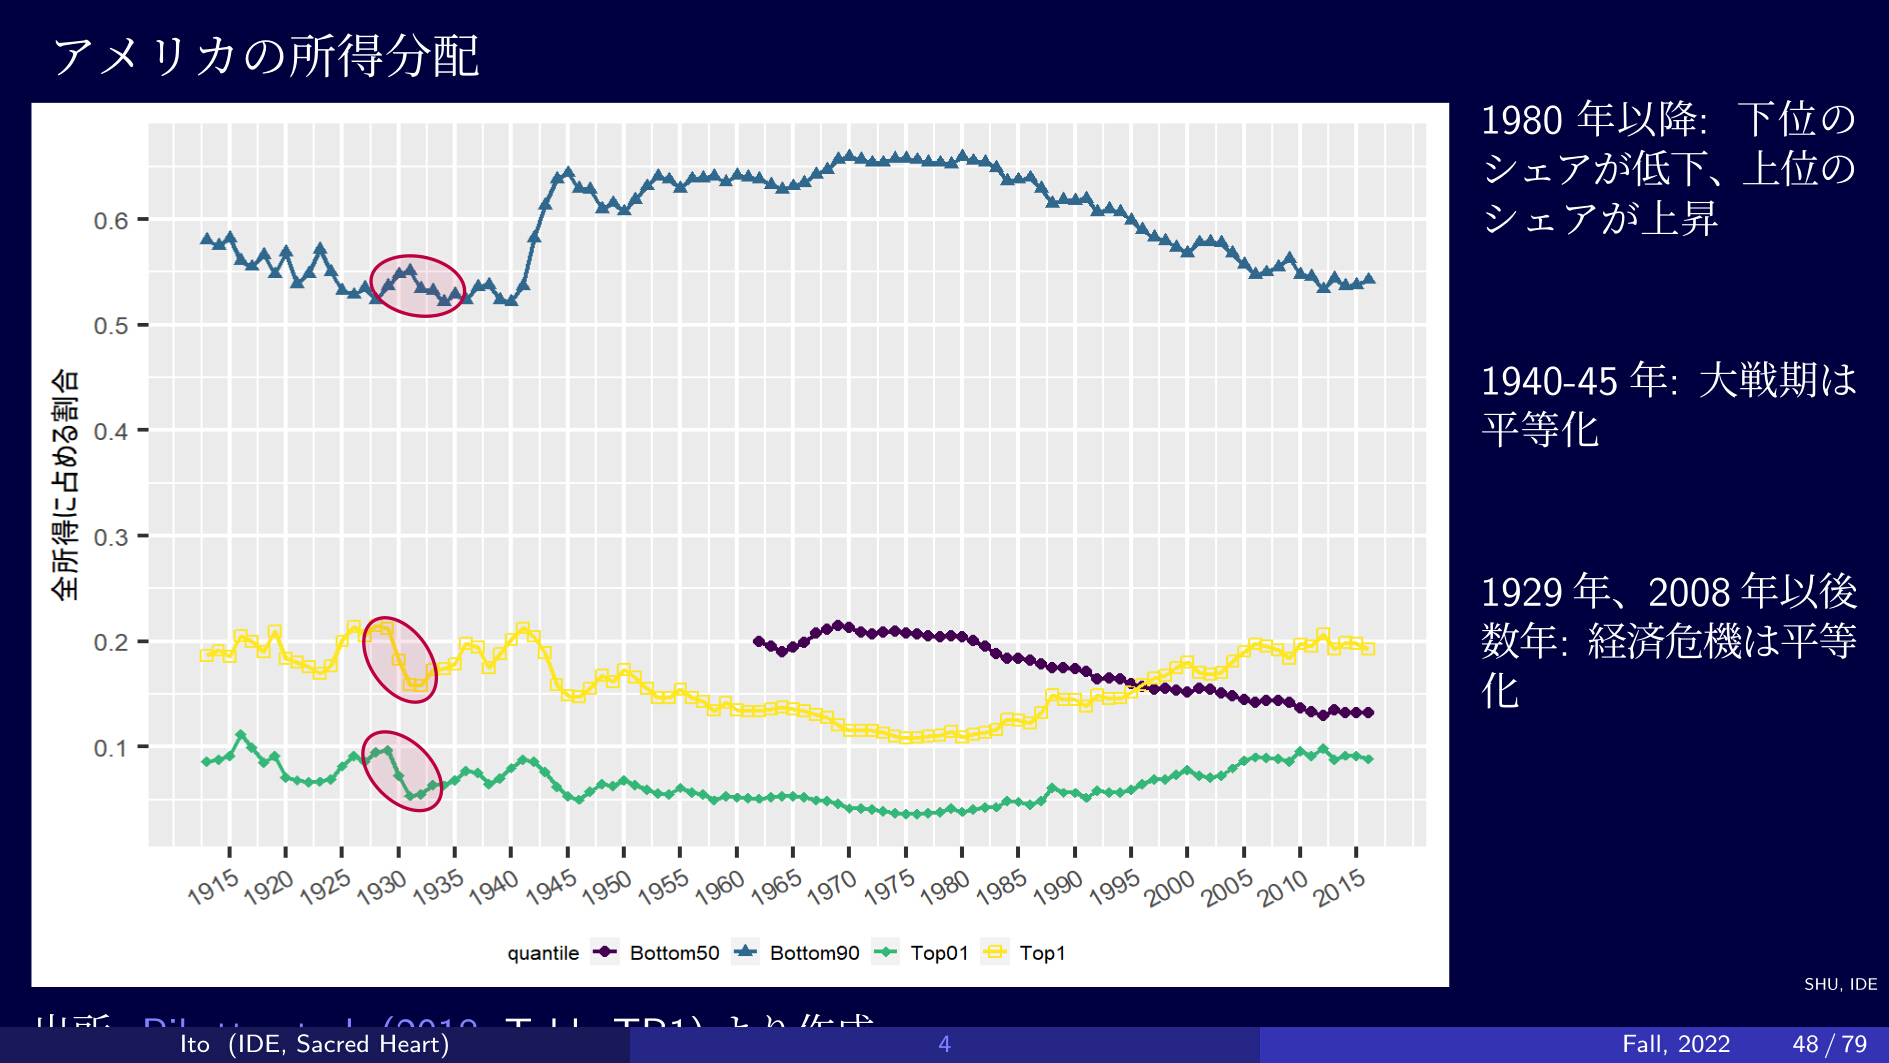 アメリカの所得分配
1980 年以降: 下位の
シェアが低下、上位の
シェアが上昇
1940-45 年: 大戦期は
平等化
1929 年、2008 年以後
数年: 経済危機は平等
化
全所得に占める割合
0.6
0.5
0.4
0.3
0.2
0.1
1915 1920 1925 1930 1935 1940 1945 1950 1955 1960 1965 1970 1975 1980 1985 1990 1995 2000 2005 2010 2015
quantile Bottom50 Bottom90 Top01 Top1
SHU, IDE
より作成
Ito (IDE, Sacred Heart) 4 Fall, 2022 48 / 79